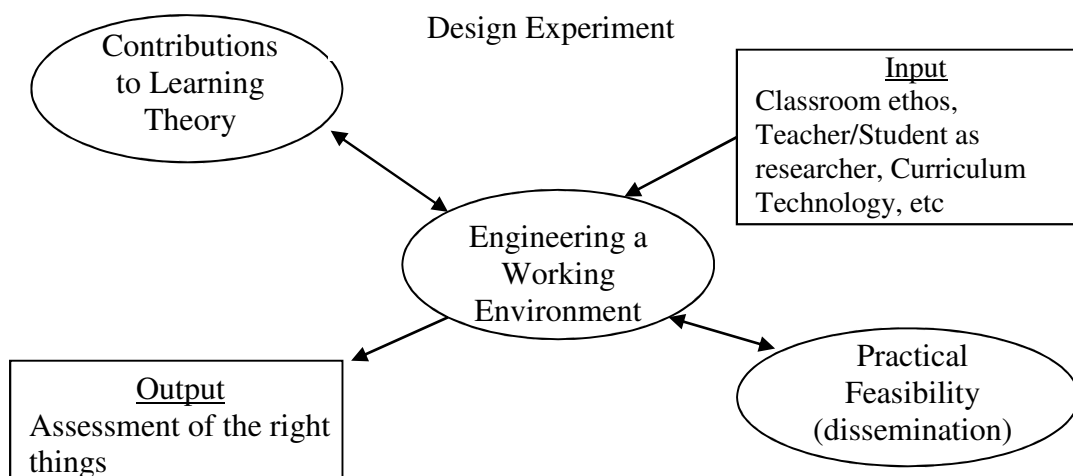 Design Experiment
Contributions
to Learning
Theory
Input
Classroom ethos,
Teacher/Student as
researcher, Curriculum
Technology, etc
Engineering a
Working
Environment
Output
Assessment of the right
things
Practical
Feasibility
(dissemination)